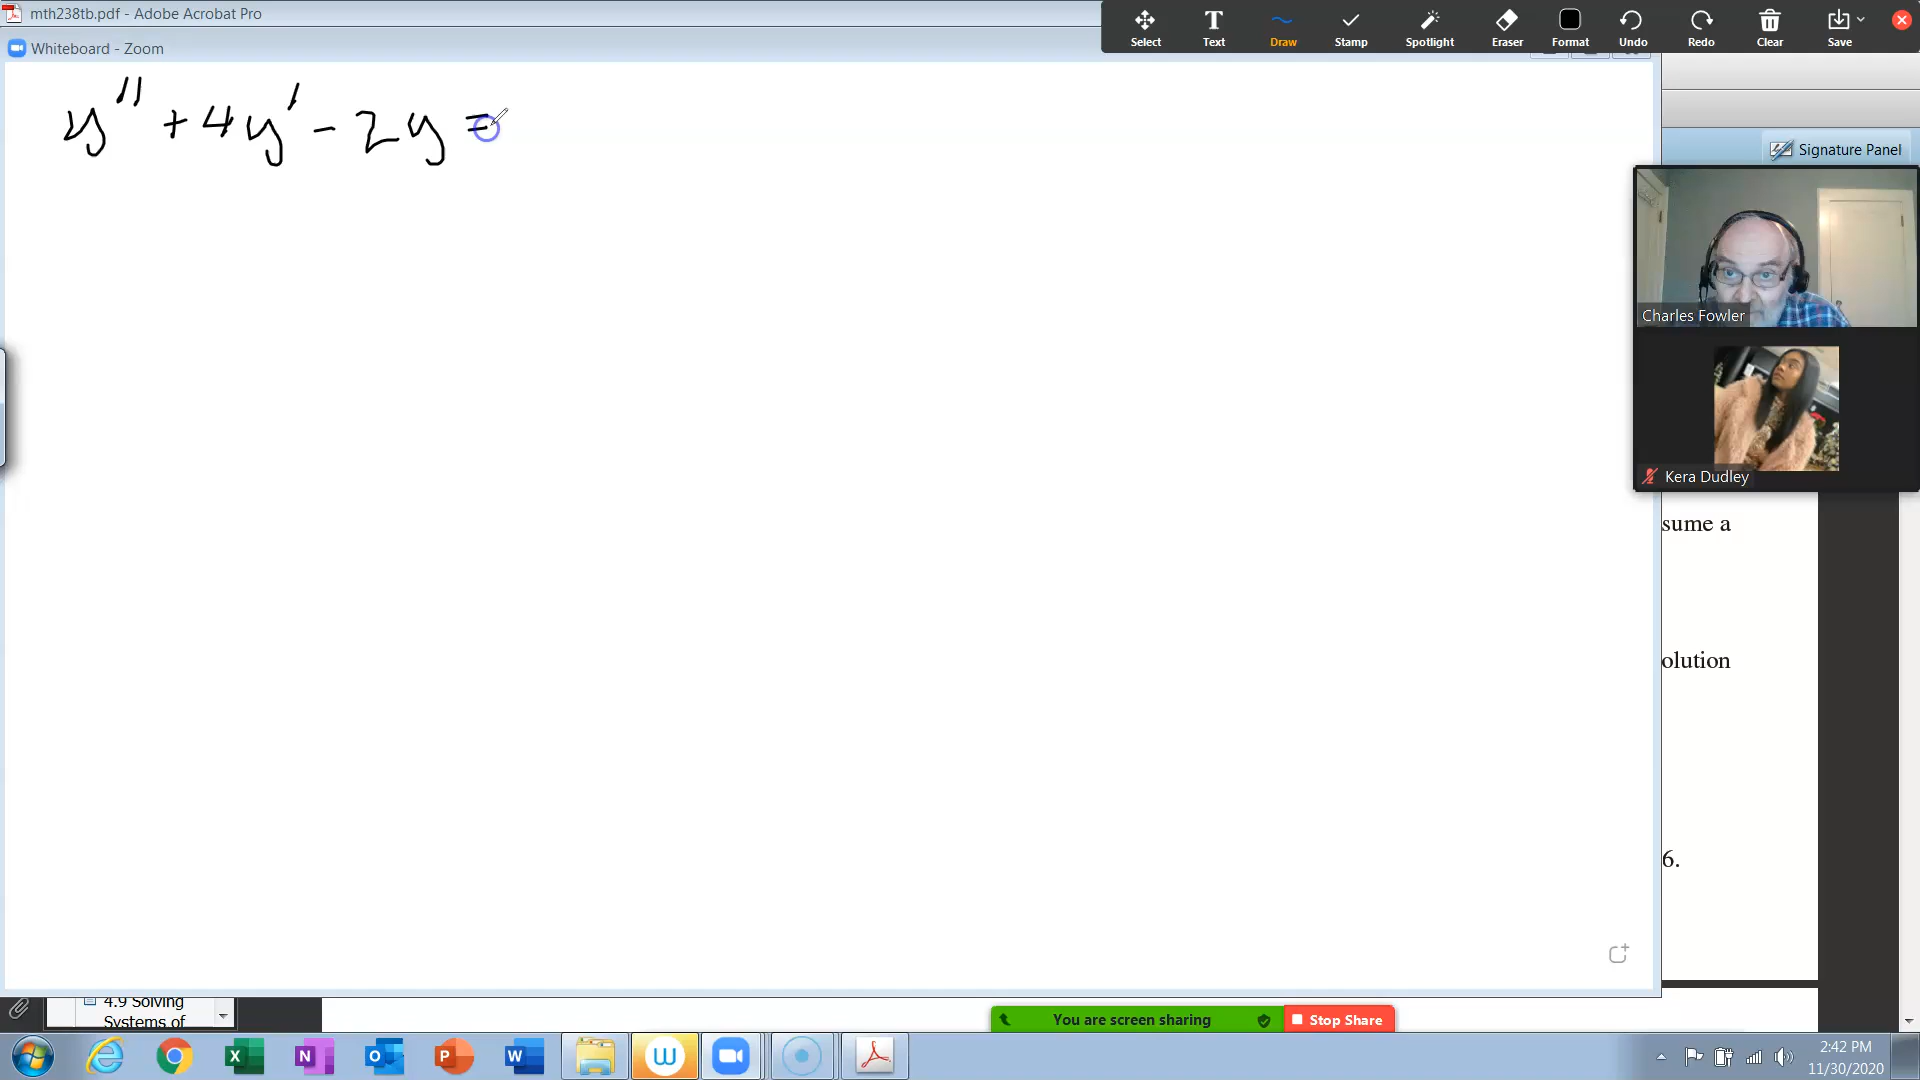 mth238tb.pdf - Adobe Acrobat Pro
Select Text Draw Stamp Spotlight Eraser Format Undo Redo Clear Save
Whiteboard - Zoom
y'' + 4y' - 2y =
Signature Panel
Charles Fowler
Kera Dudley
sume a
olution
6.
4.9 Solving
Systems of
You are screen sharing
Stop Share
2:42 PM
11/30/2020